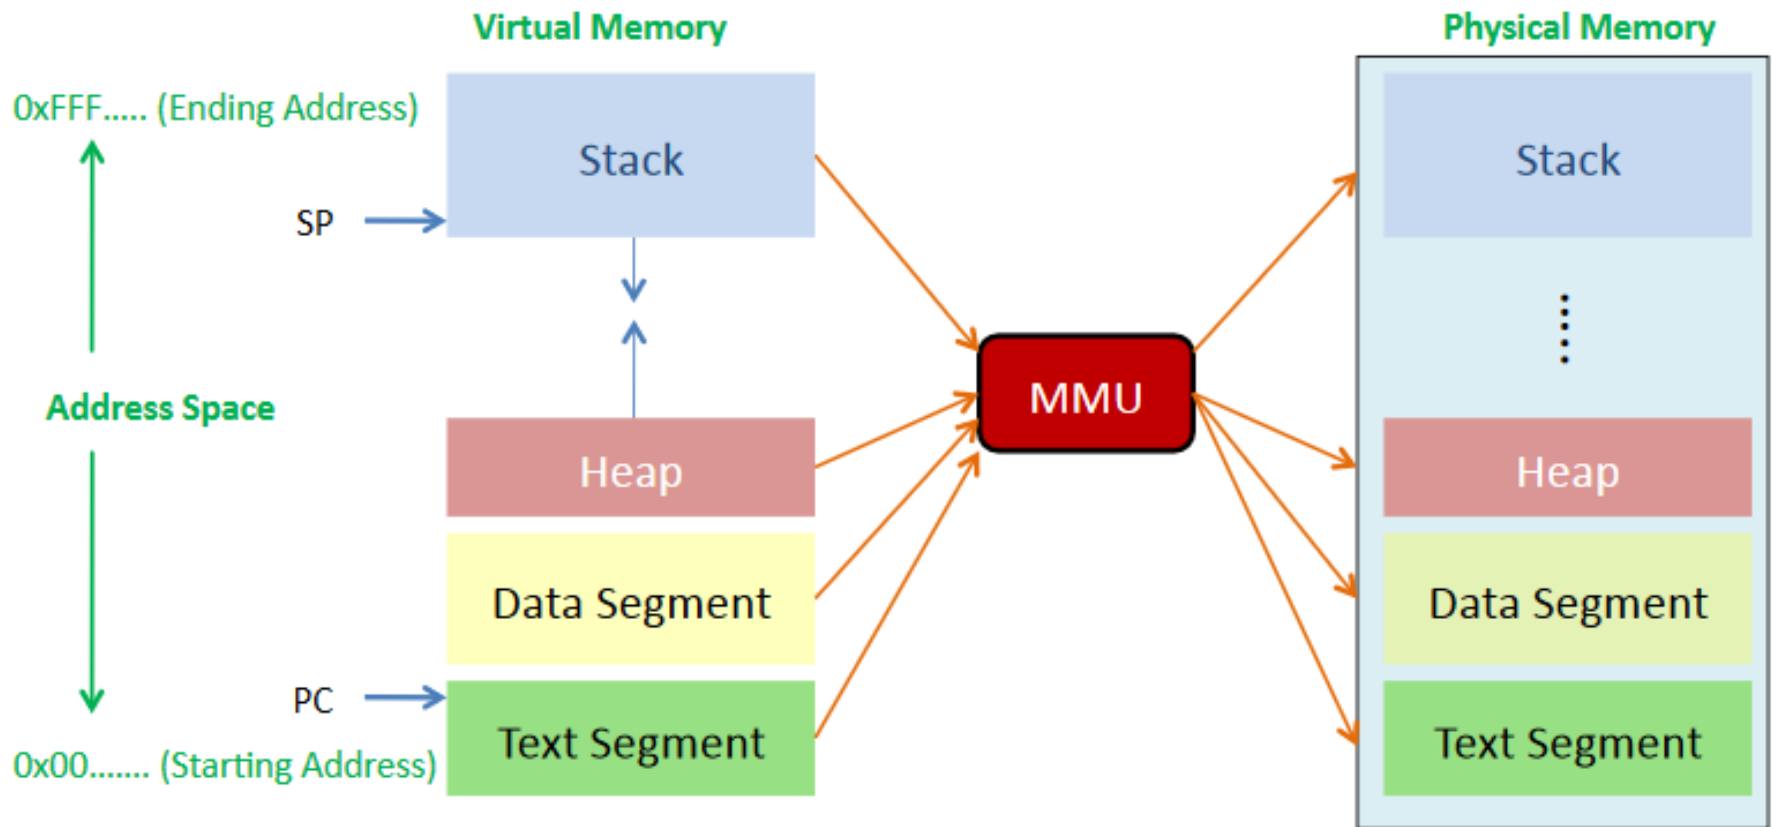 Virtual Memory
Physical Memory
0xFFF..... (Ending Address)
Stack
Stack
SP
MMU
Address Space
Heap
Heap
Data Segment
Data Segment
PC
Text Segment
Text Segment
0x00....... (Starting Address)